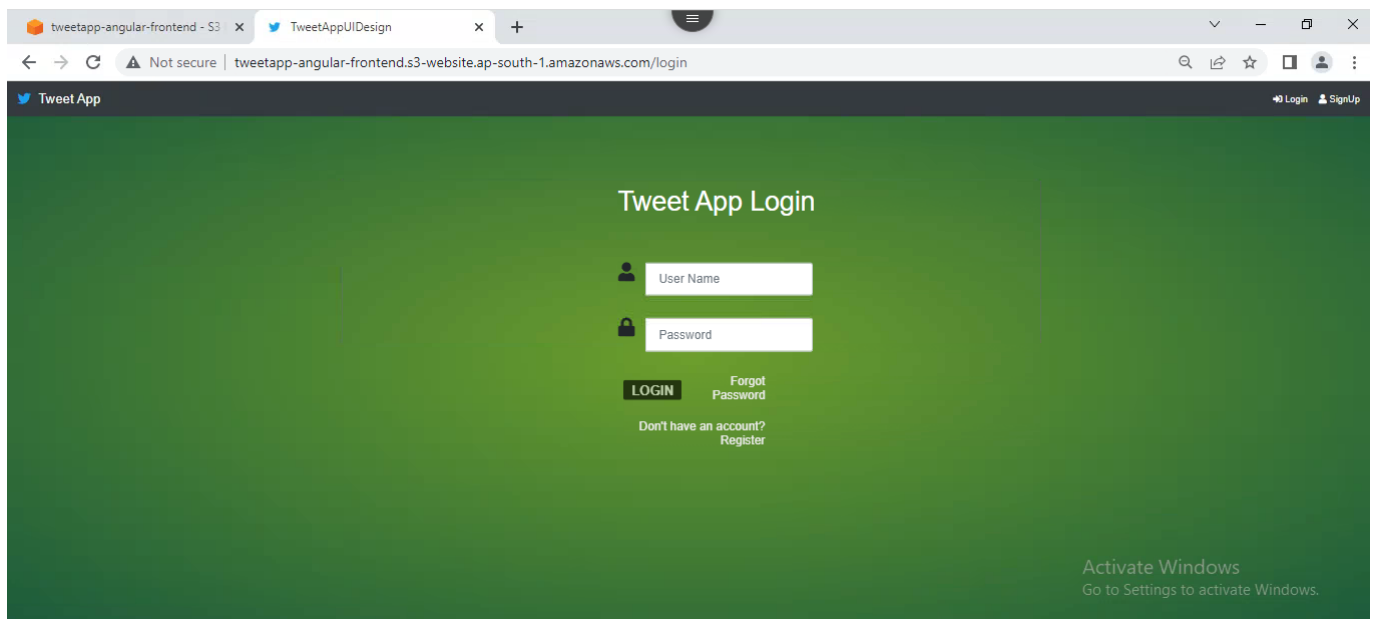 tweetapp-angular-frontend - S3
TweetAppUIDesign
Not secure | tweetapp-angular-frontend.s3-website.ap-south-1.amazonaws.com/login
Tweet App
Login
SignUp
Tweet App Login
User Name
Password
LOGIN
Forgot
Password
Don't have an account?
Register
Activate Windows
Go to Settings to activate Windows.